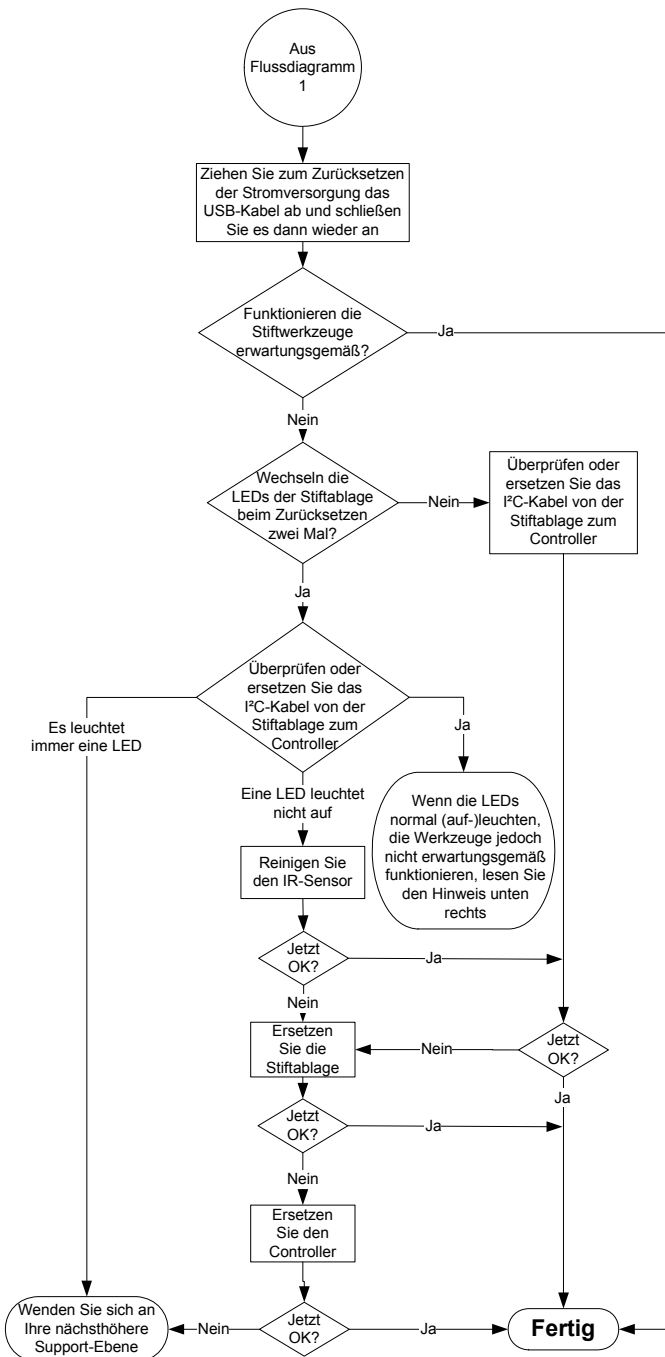 Aus
Flussdiagramm
1
Ziehen Sie zum Zurücksetzen
der Stromversorgung das
USB-Kabel ab und schließen
Sie es dann wieder an
Funktionieren die
Stiftwerkzeuge
erwartungsgemäß?
Ja
Nein
Wechseln die
LEDs der Stiftablage
beim Zurücksetzen
zwei Mal?
Nein
Überprüfen oder
ersetzen Sie das
I²C-Kabel von der
Stiftablage zum
Controller
Ja
Überprüfen oder
ersetzen Sie das
I²C-Kabel von der
Stiftablage zum
Controller
Es leuchtet
immer eine LED
Ja
Eine LED leuchtet
nicht auf
Wenn die LEDs
normal (auf-)leuchten,
die Werkzeuge jedoch
nicht erwartungsgemäß
funktionieren, lesen Sie
den Hinweis unten
rechts
Reinigen Sie
den IR-Sensor
Jetzt
OK?
Ja
Nein
Ersetzen
Sie die
Stiftablage
Nein
Jetzt
OK?
Ja
Jetzt
OK?
Ja
Nein
Ersetzen
Sie den
Controller
Wenden Sie sich an
Ihre nächsthöhere
Support-Ebene
Nein
Jetzt
OK?
Ja
Fertig